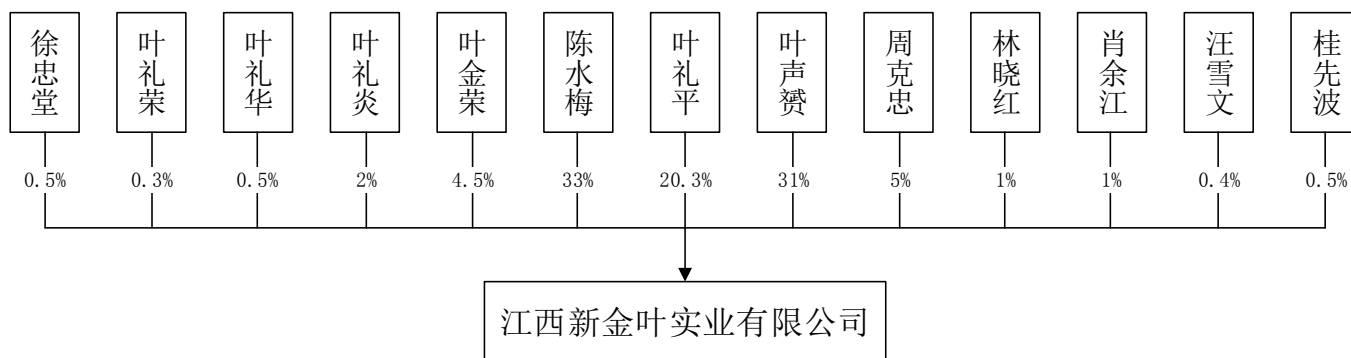 徐忠堂
叶礼荣
叶礼华
叶礼炎
叶金荣
陈水梅
叶礼平
叶声赟
周克忠
林晓红
肖余江
汪雪文
桂先波
0.5%
0.3%
0.5%
2%
4.5%
33%
20.3%
31%
5%
1%
1%
0.4%
0.5%
江西新金叶实业有限公司